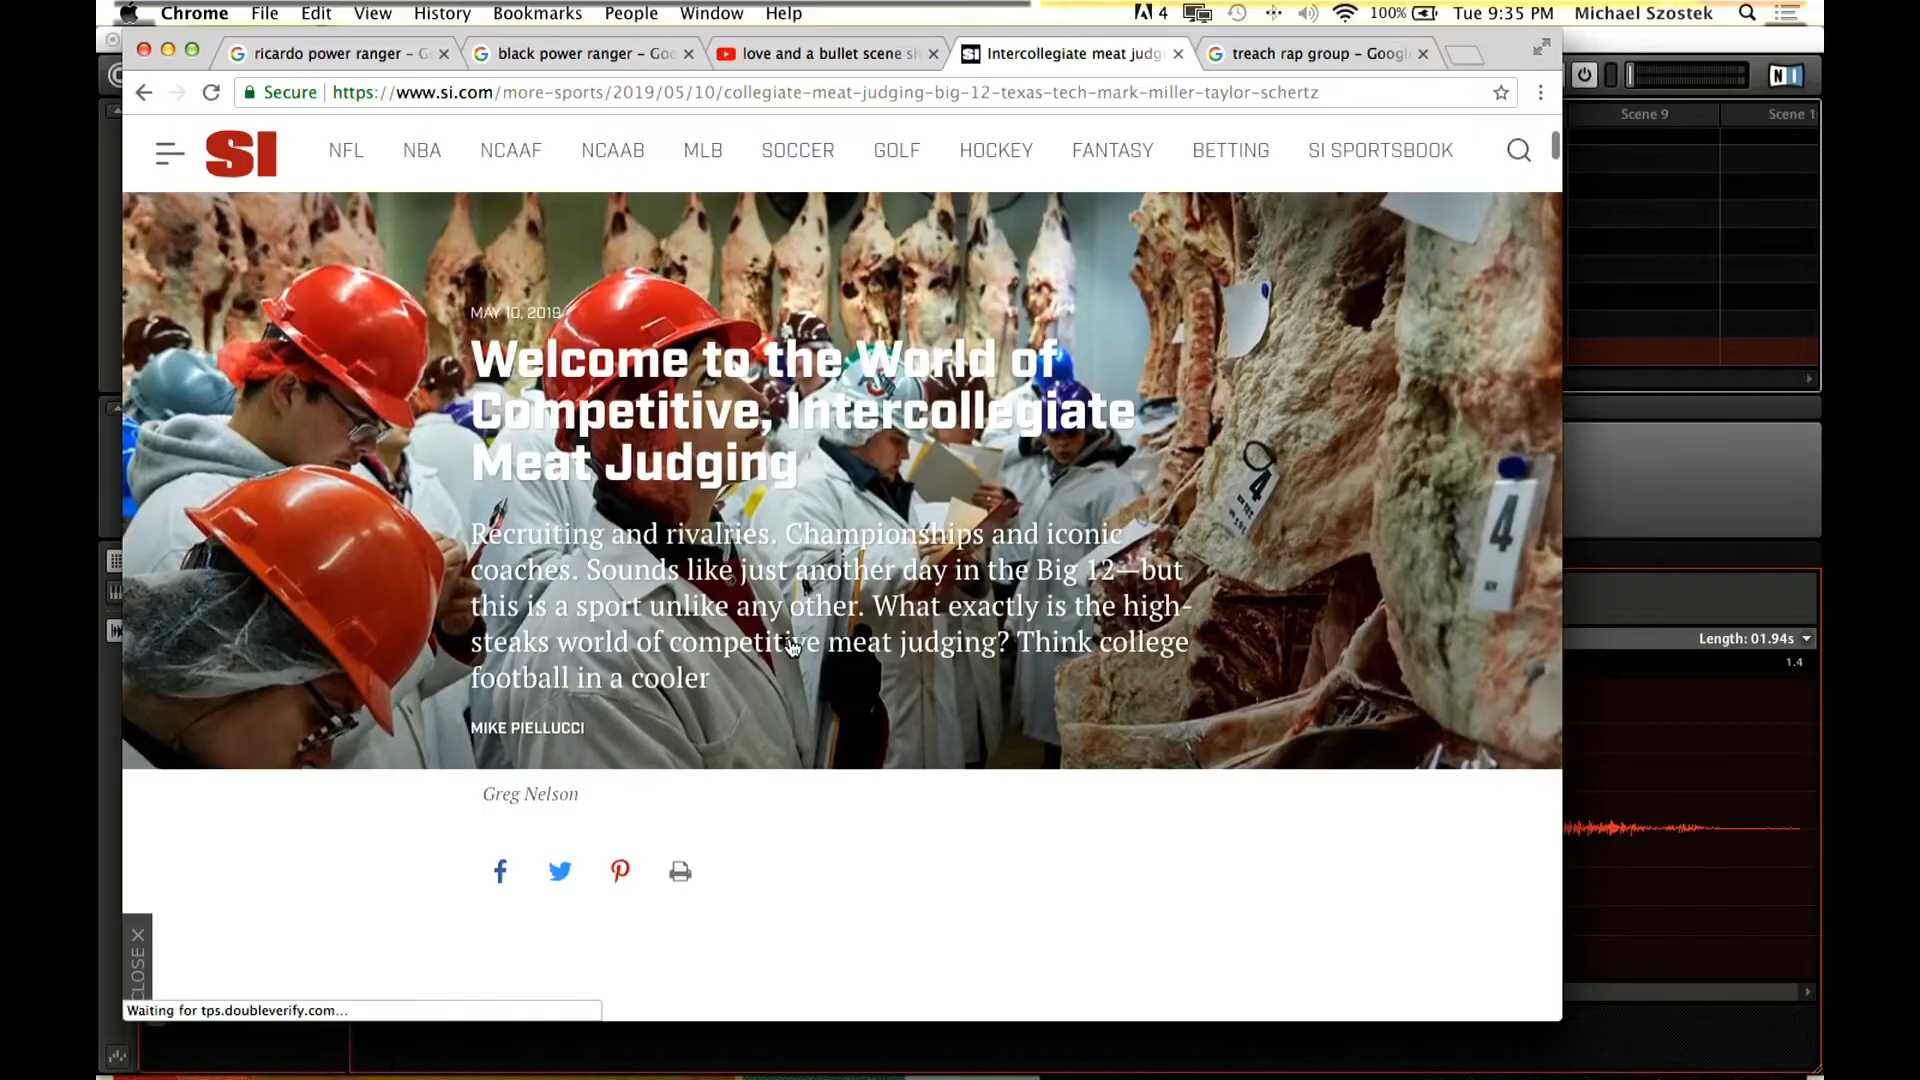 Chrome File Edit View History Bookmarks People Window Help 4 100% Tue 9:35 PM Michael Szostek
ricardo power ranger – G
black power ranger – Goo
love and a bullet scene sh
Intercollegiate meat judg
treach rap group – Googl
Secure https://www.si.com/more-sports/2019/05/10/collegiate-meat-judging-big-12-texas-tech-mark-miller-taylor-schertz
SI NFL NBA NCAAF NCAAB MLB SOCCER GOLF HOCKEY FANTASY BETTING SI SPORTSBOOK
Scene 9 Scene 1
MAY 10, 2019
Welcome to the World of
Competitive, Intercollegiate
Meat Judging
Recruiting and rivalries. Championships and iconic
coaches. Sounds like just another day in the Big 12—but
this is a sport unlike any other. What exactly is the high-
steaks world of competitive meat judging? Think college
football in a cooler
MIKE PIELLUCCI
4
4
Length: 01.94s
1.4
Greg Nelson
CLOSE
Waiting for tps.doubleverify.com...